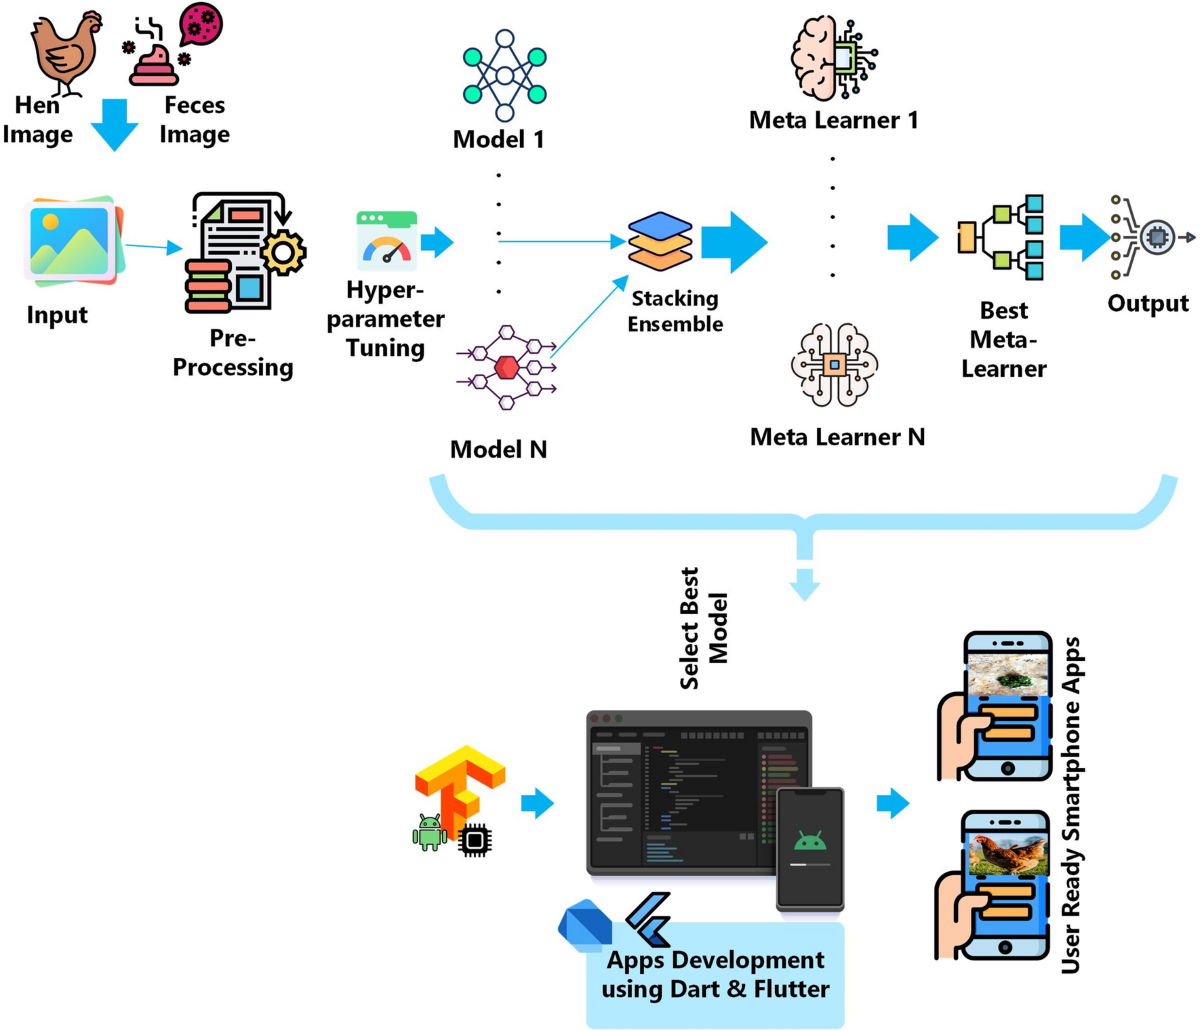 Hen
Image
Feces
Image
Input
Pre-
Processing
Hyper-
parameter
Tuning
Model 1
Model N
Stacking
Ensemble
Meta Learner 1
Meta Learner N
Best
Meta-
Learner
Output
Select Best
Model
Apps Development
using Dart & Flutter
User Ready Smartphone Apps